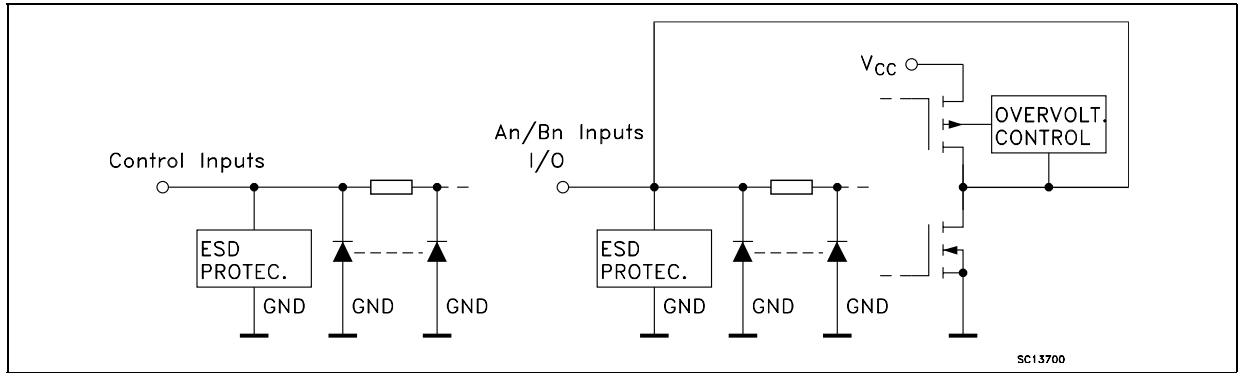 Control Inputs
ESD
PROTEC.
GND
GND
GND
An/Bn Inputs
I/O
ESD
PROTEC.
GND
GND
GND
VCC
OVERVOLT.
CONTROL
SC13700